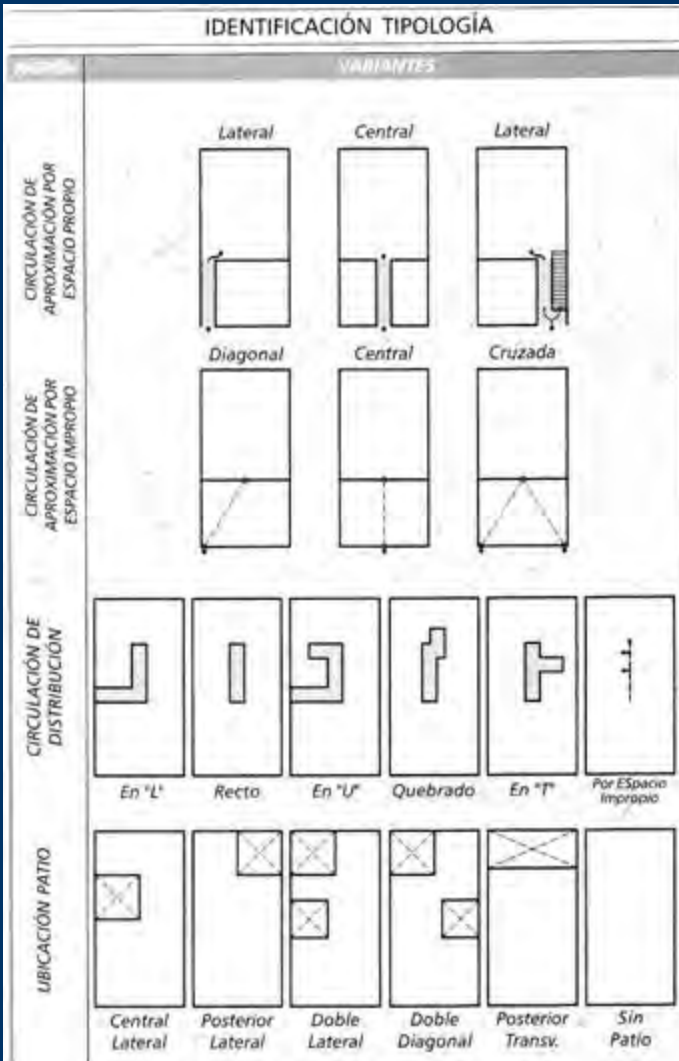 IDENTIFICACIÓN TIPOLOGÍA
VARIANTES
CIRCULACIÓN DE
APROXIMACIÓN POR
ESPACIO PROPIO
Lateral Central Lateral
CIRCULACIÓN DE
APROXIMACIÓN POR
ESPACIO IMPROPIO
Diagonal Central Cruzada
CIRCULACIÓN DE
DISTRIBUCIÓN
En "L" Recto En "U" Quebrado En "T" Por ESpacio
Impropio
UBICACIÓN PATIO
Central Posterior Doble Doble Posterior Sin
Lateral Lateral Lateral Diagonal Transv. Patio